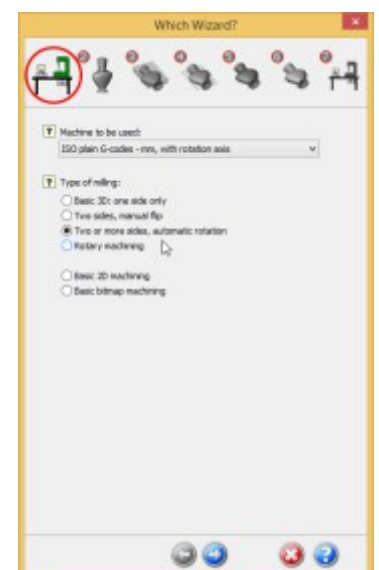 Which Wizard?
Machine to be used:
ISO plain G-codes - mm, with rotation axis
Type of milling:
Basic 3D: one side only
Two sides, manual flip
Two or more sides, automatic rotation
Rotary machining
Basic 2D machining
Basic bitmap machining